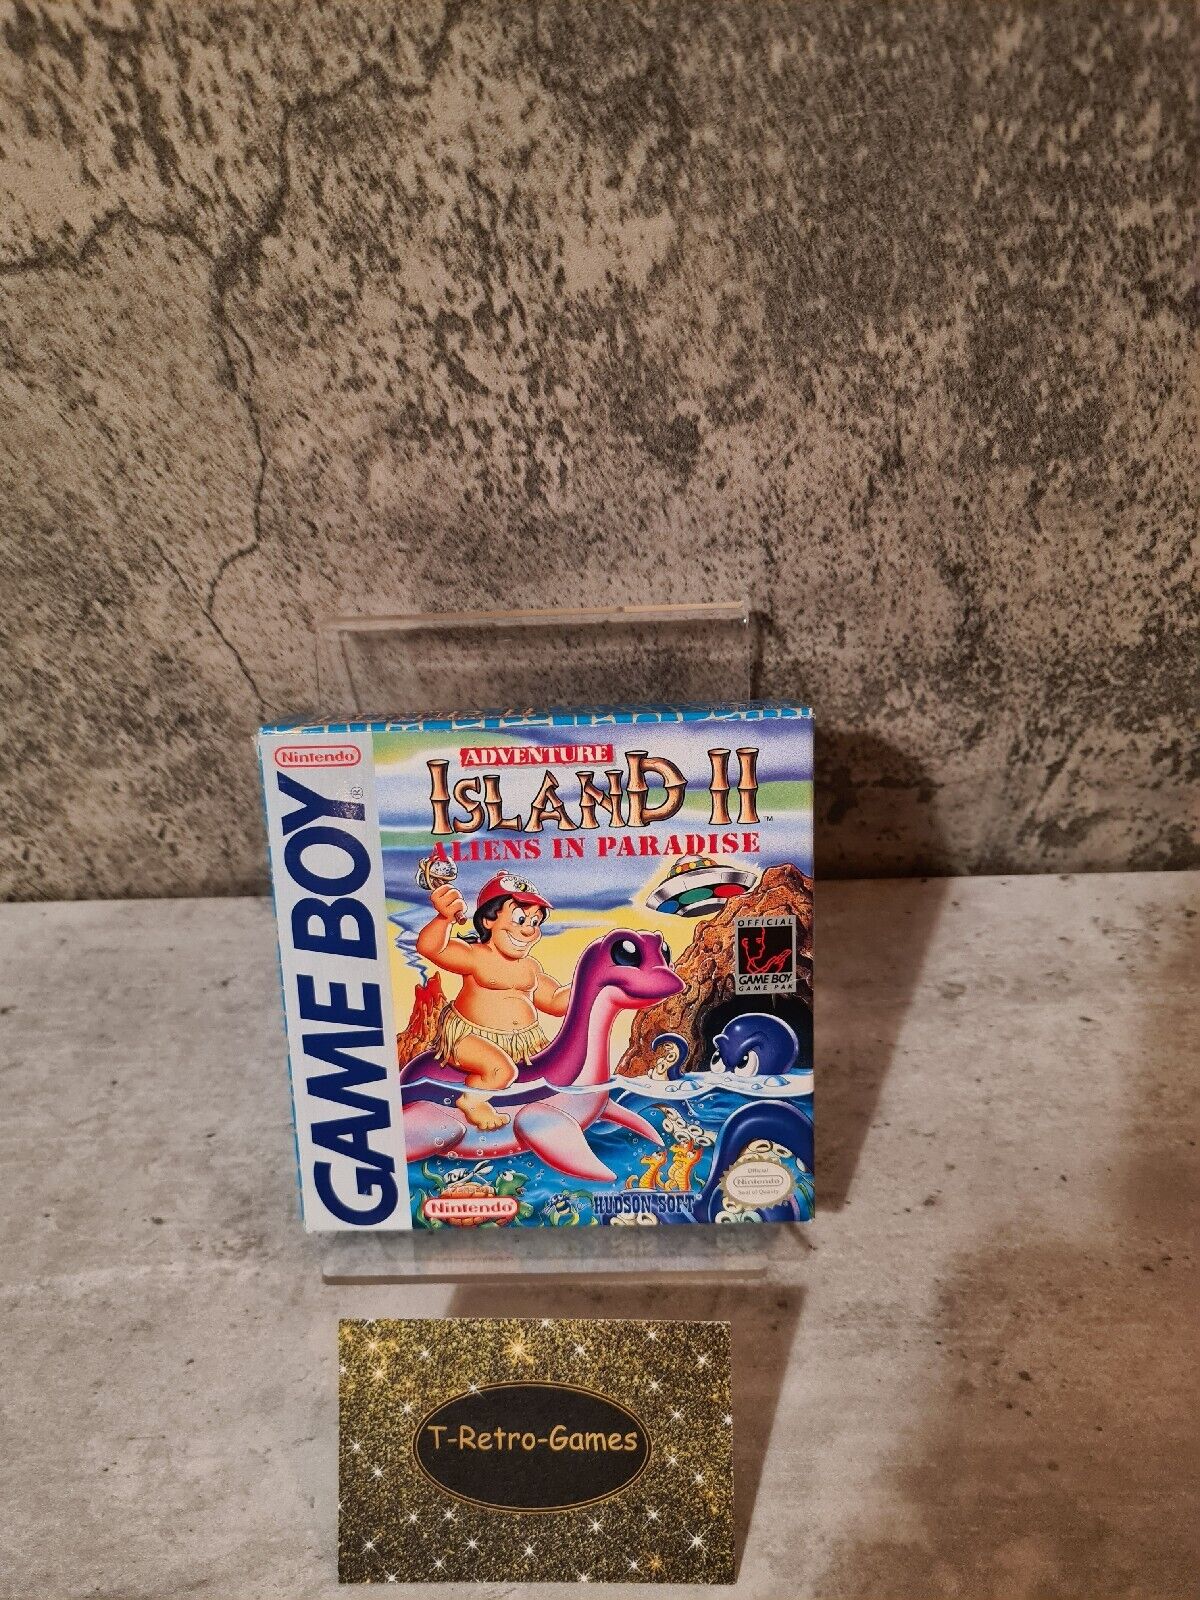 Nintendo
GAME BOY®
ADVENTURE
ISLAND II™
ALIENS IN PARADISE
OFFICIAL
GAME BOY
GAME PAK
Official
Nintendo
Seal of Quality
Nintendo
HUDSON SOFT
T-Retro-Games